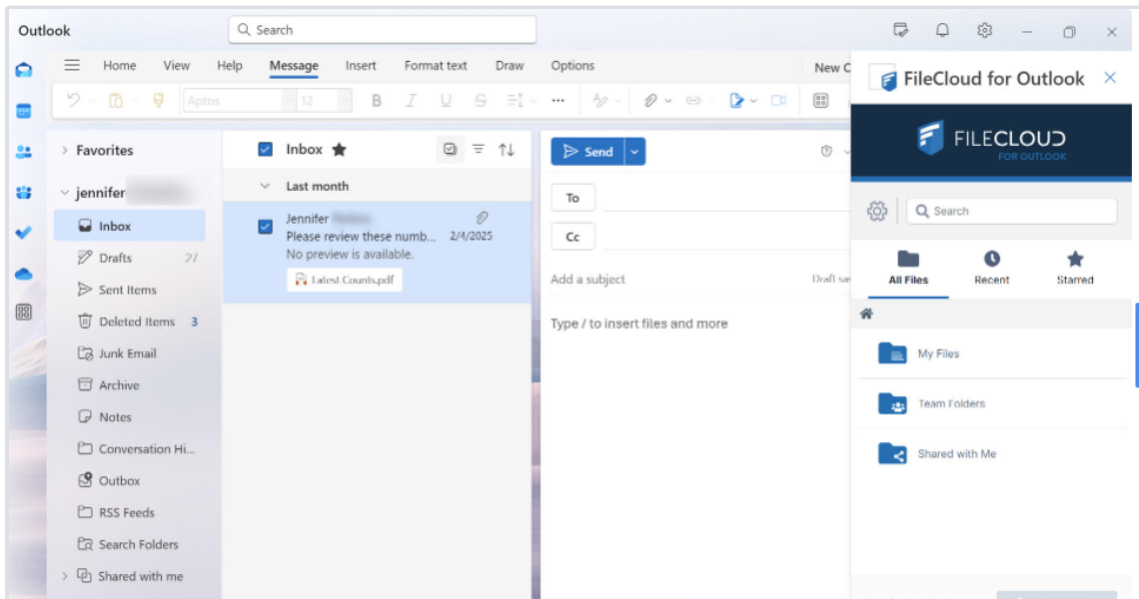 Outlook
Search
Home View Help Message Insert Format text Draw Options
New C
Aptos 12 B I U S
Favorites
jennifer
Inbox
Drafts 27
Sent Items
Deleted Items 3
Junk Email
Archive
Notes
Conversation Hi...
Outbox
RSS Feeds
Search Folders
Shared with me
Inbox
Last month
Jennifer
Please review these numb... 2/4/2025
No preview is available.
Latest Counts.pdf
Send
To
Cc
Add a subject Draft sav
Type / to insert files and more
FileCloud for Outlook
FILECLOUD
FOR OUTLOOK
Search
All Files Recent Starred
My Files
Team Folders
Shared with Me